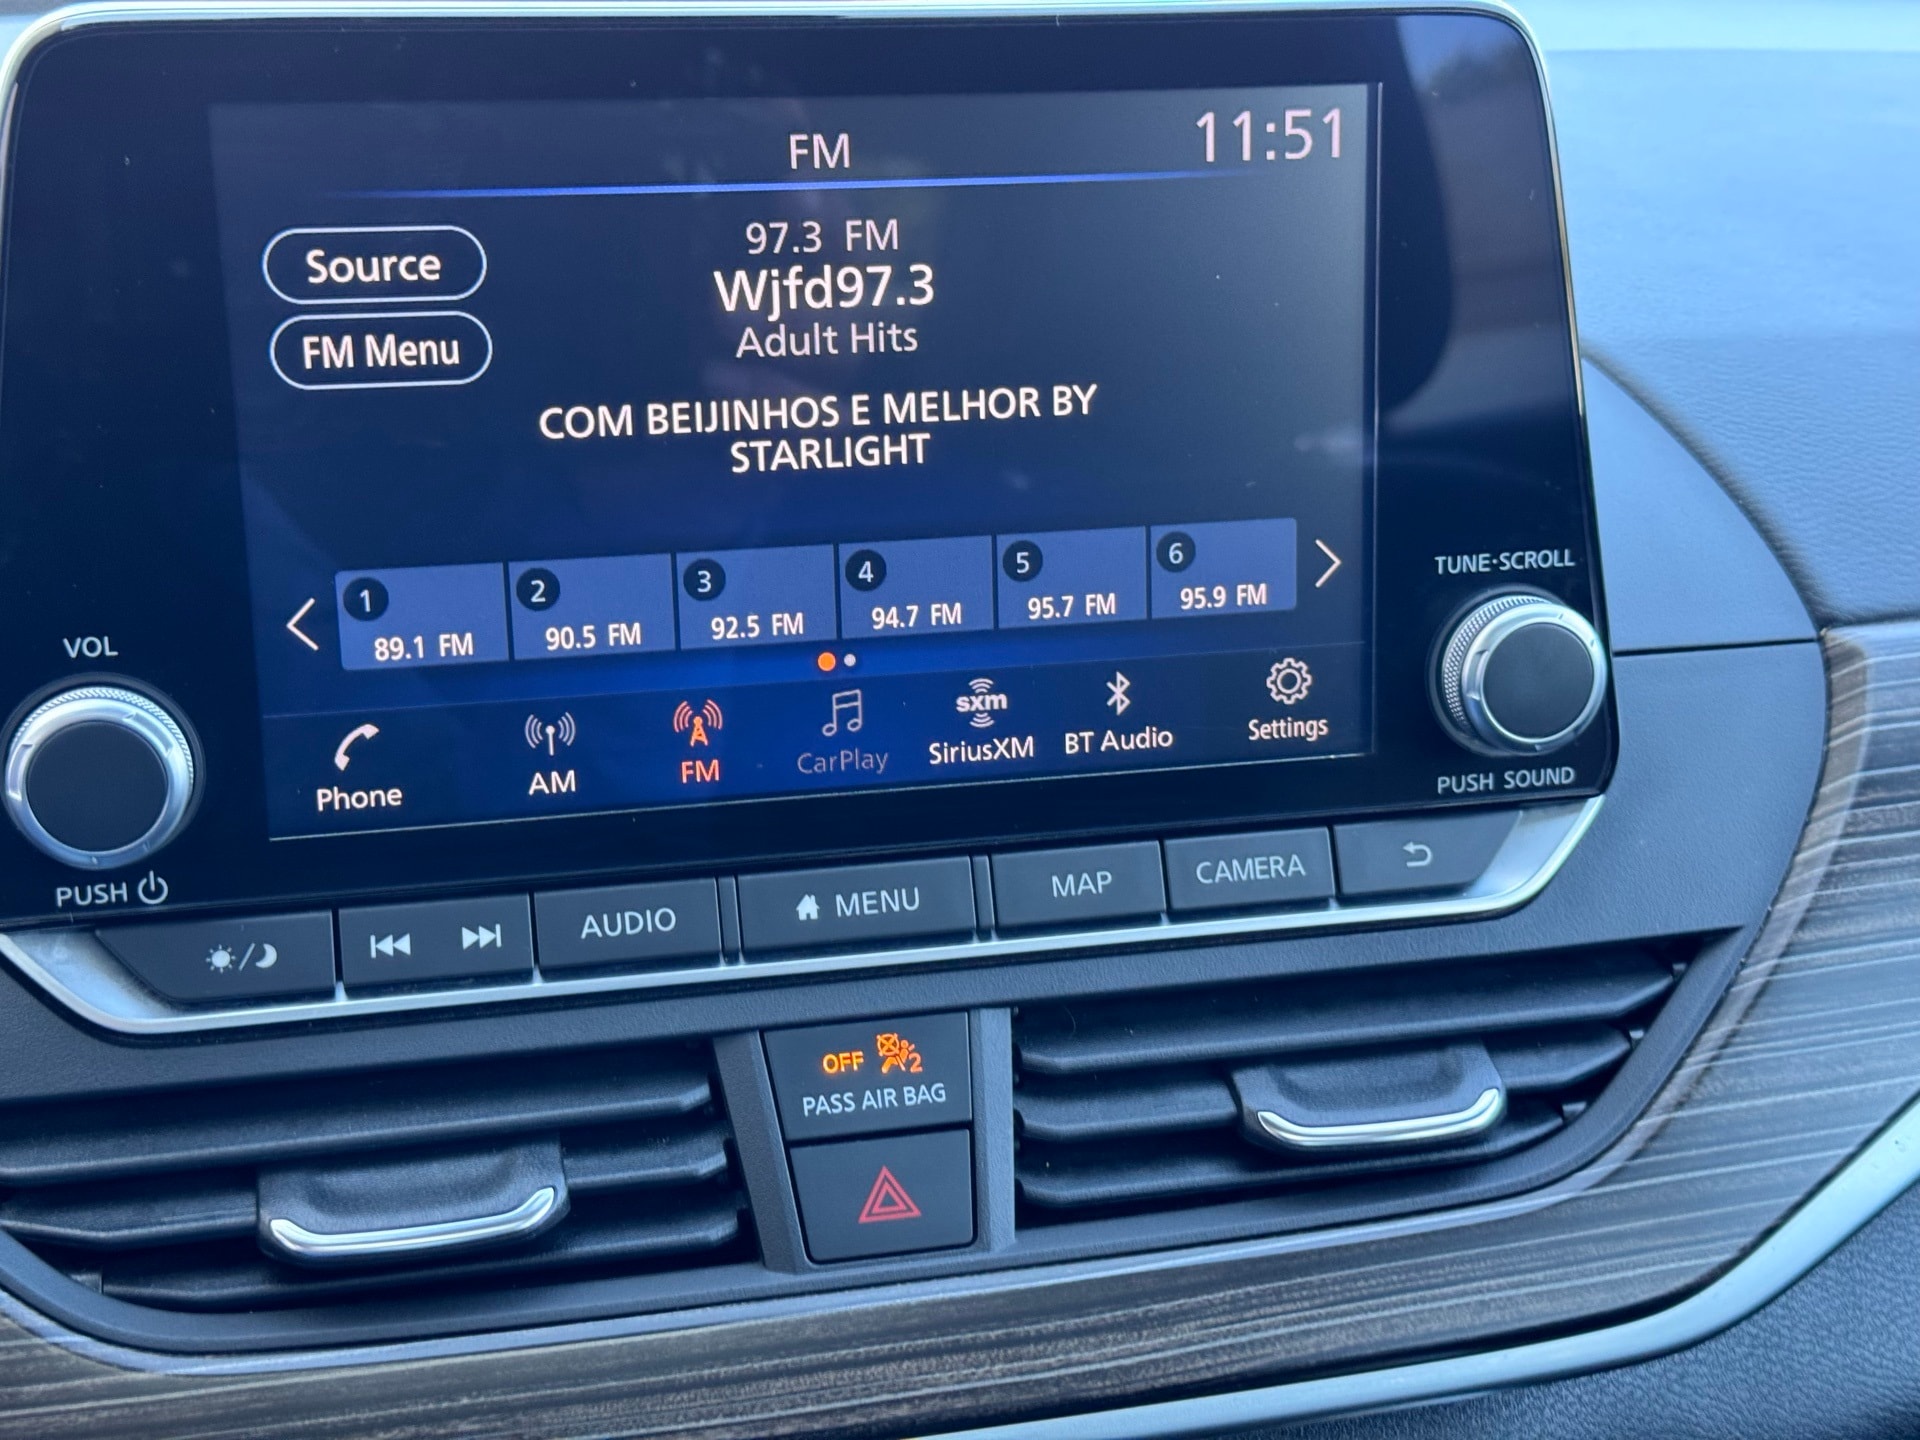 FM
11:51
Source
97.3 FM
Wjfd97.3
FM Menu
Adult Hits
COM BEIJINHOS E MELHOR BY
STARLIGHT
1
89.1 FM
2
90.5 FM
3
92.5 FM
4
94.7 FM
5
95.7 FM
6
95.9 FM
Phone
AM
FM
CarPlay
sxm
SiriusXM
BT Audio
Settings
VOL
PUSH
TUNE·SCROLL
PUSH SOUND
AUDIO
MENU
MAP
CAMERA
OFF
2
PASS AIR BAG